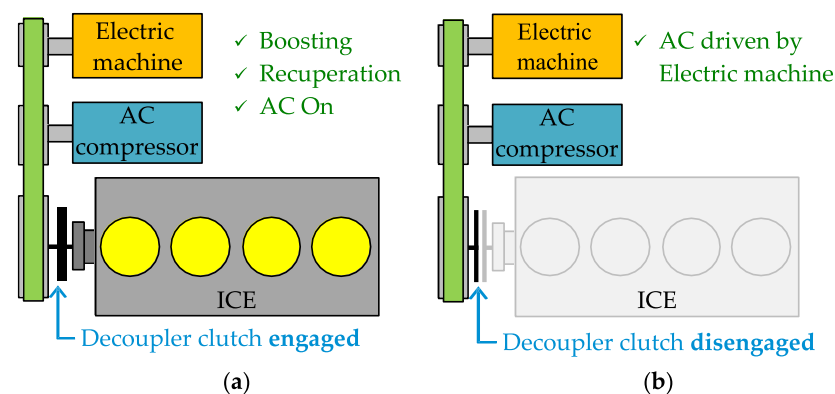 Electric
machine
✓ Boosting
✓ Recuperation
✓ AC On
AC
compressor
ICE
Decoupler clutch engaged
(a)
Electric
machine
✓ AC driven by
Electric machine
AC
compressor
ICE
Decoupler clutch disengaged
(b)